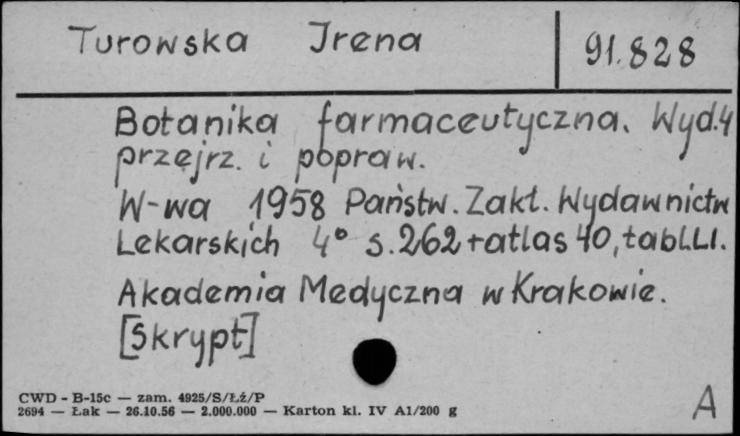 Turowska Irena 91.828
Botanika farmaceutyczna. Wyd.4
przejrz. i popraw.
W-wa 1958 Państw. Zakł. Wydawnictw
Lekarskich 4° s.262+atlas 40, tabl.LI.
Akademia Medyczna w Krakowie.
[Skrypt]
CWD - B-15c — zam. 4925/S/Łż/P
2694 — Łak — 26.10.56 — 2.000.000 — Karton kl. IV A1/200 g
A